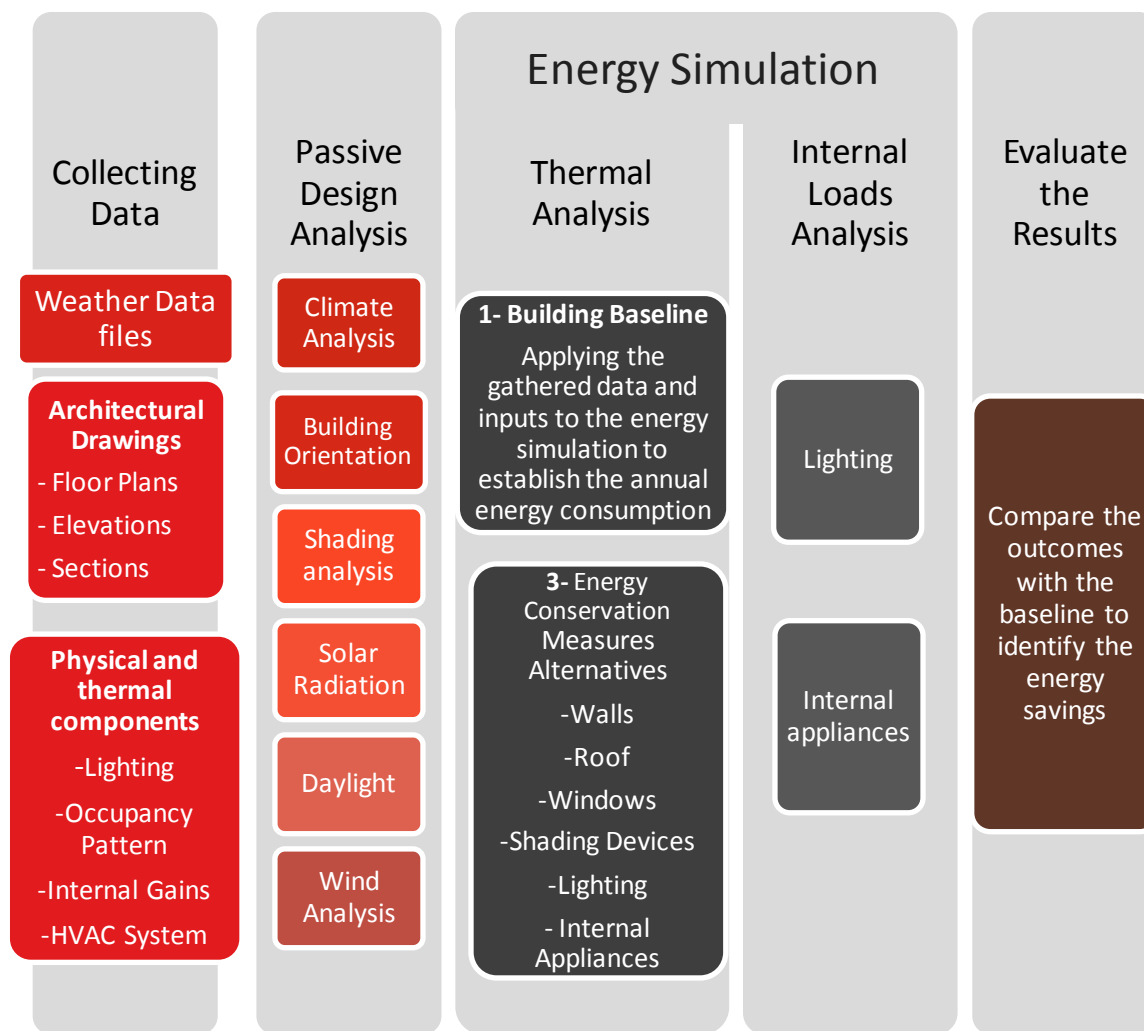 Collecting
Data
Weather Data
files
Architectural
Drawings
- Floor Plans
- Elevations
- Sections
Physical and
thermal
components
-Lighting
-Occupancy
Pattern
-Internal Gains
-HVAC System
Passive
Design
Analysis
Climate
Analysis
Building
Orientation
Shading
analysis
Solar
Radiation
Daylight
Wind
Analysis
Energy Simulation
Thermal
Analysis
1- Building Baseline
Applying the
gathered data and
inputs to the energy
simulation to
establish the annual
energy consumption
3- Energy
Conservation
Measures
Alternatives
-Walls
-Roof
-Windows
-Shading Devices
-Lighting
- Internal
Appliances
Internal
Loads
Analysis
Lighting
Internal
appliances
Evaluate
the
Results
Compare the
outcomes
with the
baseline to
identify the
energy
savings